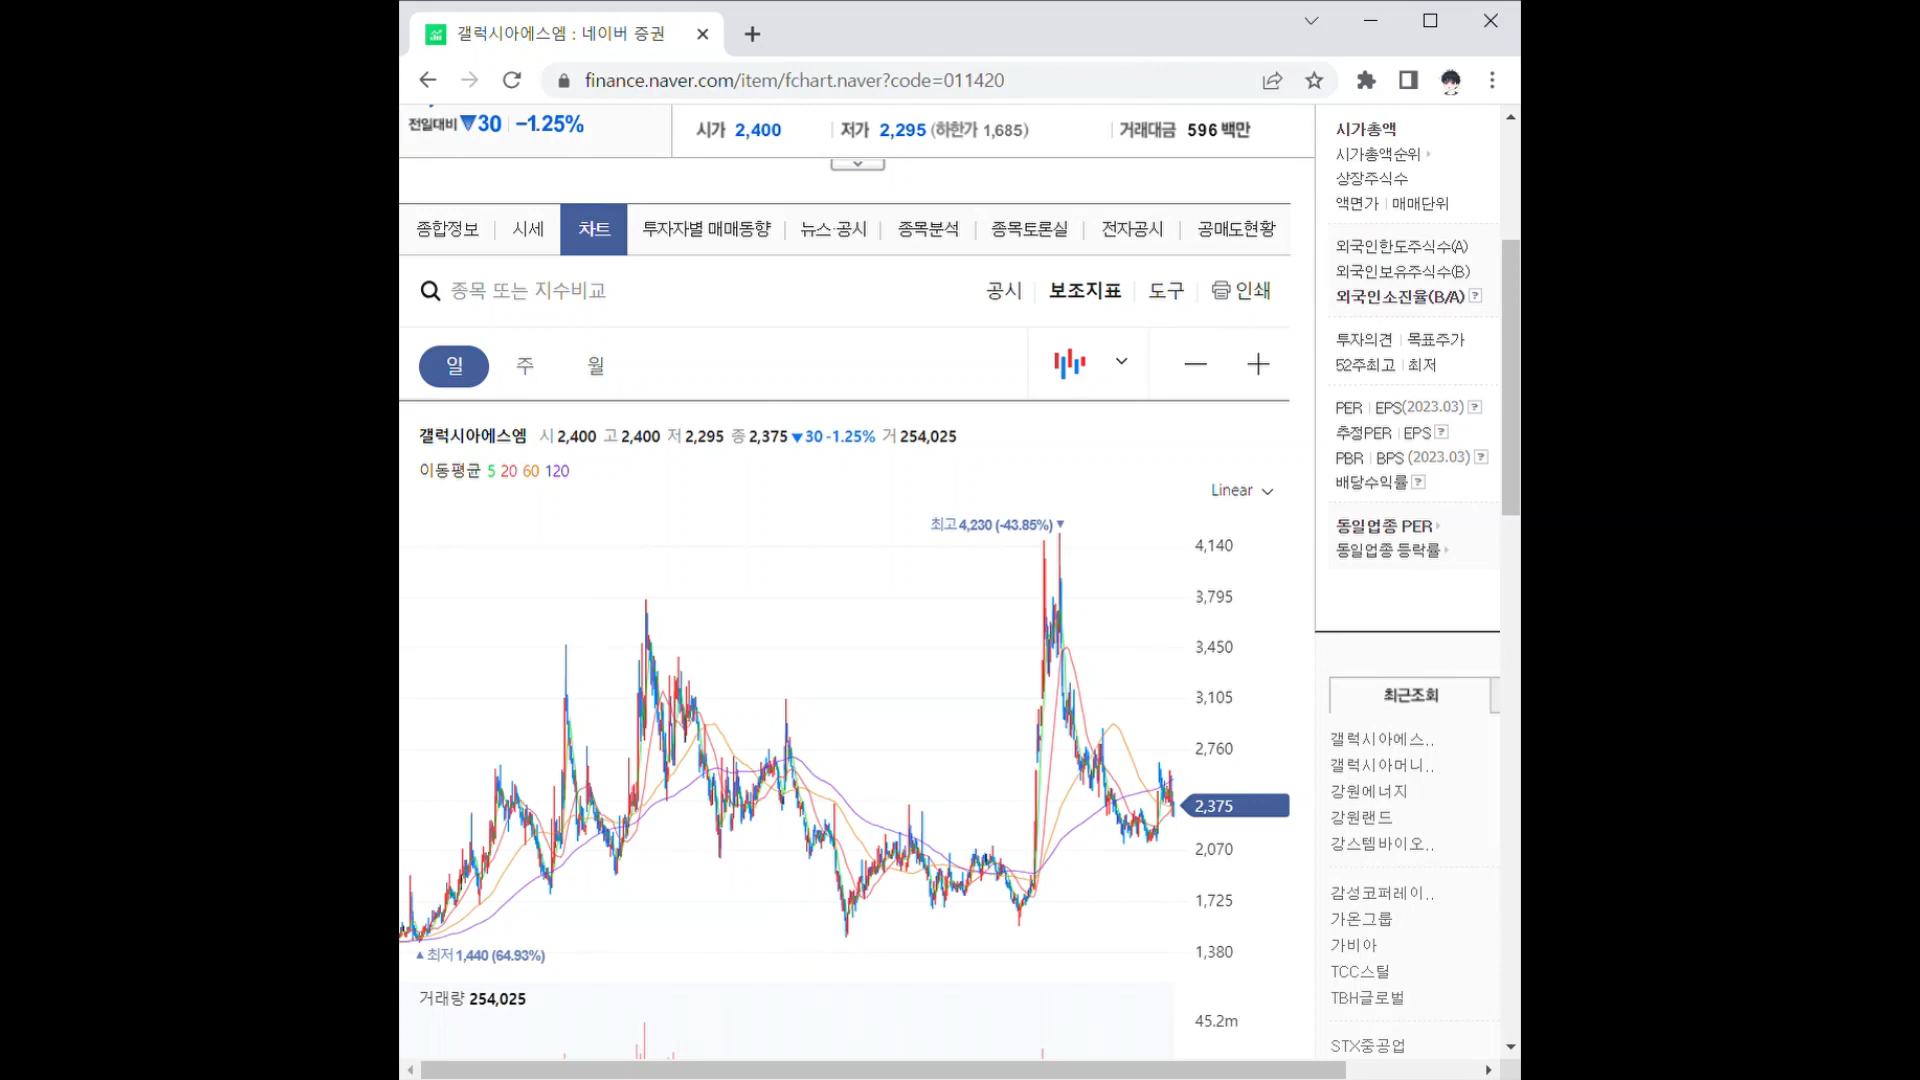 갤럭시아에스엠 : 네이버 증권
finance.naver.com/item/fchart.naver?code=011420
전일대비 ▼30 -1.25%
시가 2,400
저가 2,295 (하한가 1,685)
거래대금 596 백만
종합정보 시세 차트 투자자별 매매동향 뉴스·공시 종목분석 종목토론실 전자공시 공매도현황
종목 또는 지수비교
공시 보조지표 도구 인쇄
일 주 월
갤럭시아에스엠 시 2,400 고 2,400 저 2,295 종 2,375 ▼30 -1.25% 거 254,025
이동평균 5 20 60 120
Linear
최고 4,230 (-43.85%) ▼
4,140
3,795
3,450
3,105
2,760
2,375
2,070
1,725
1,380
▲최저 1,440 (64.93%)
거래량 254,025
45.2m
시가총액
시가총액순위
상장주식수
액면가 매매단위
외국인한도주식수(A)
외국인보유주식수(B)
외국인소진율(B/A) ?
투자의견 목표주가
52주최고 최저
PER EPS(2023.03) ?
추정PER EPS ?
PBR BPS (2023.03) ?
배당수익률 ?
동일업종 PER
동일업종 등락률
최근조회
갤럭시아에스..
갤럭시아머니..
강원에너지
강원랜드
강스템바이오..
감성코퍼레이..
가온그룹
가비아
TCC스틸
TBH글로벌
STX중공업